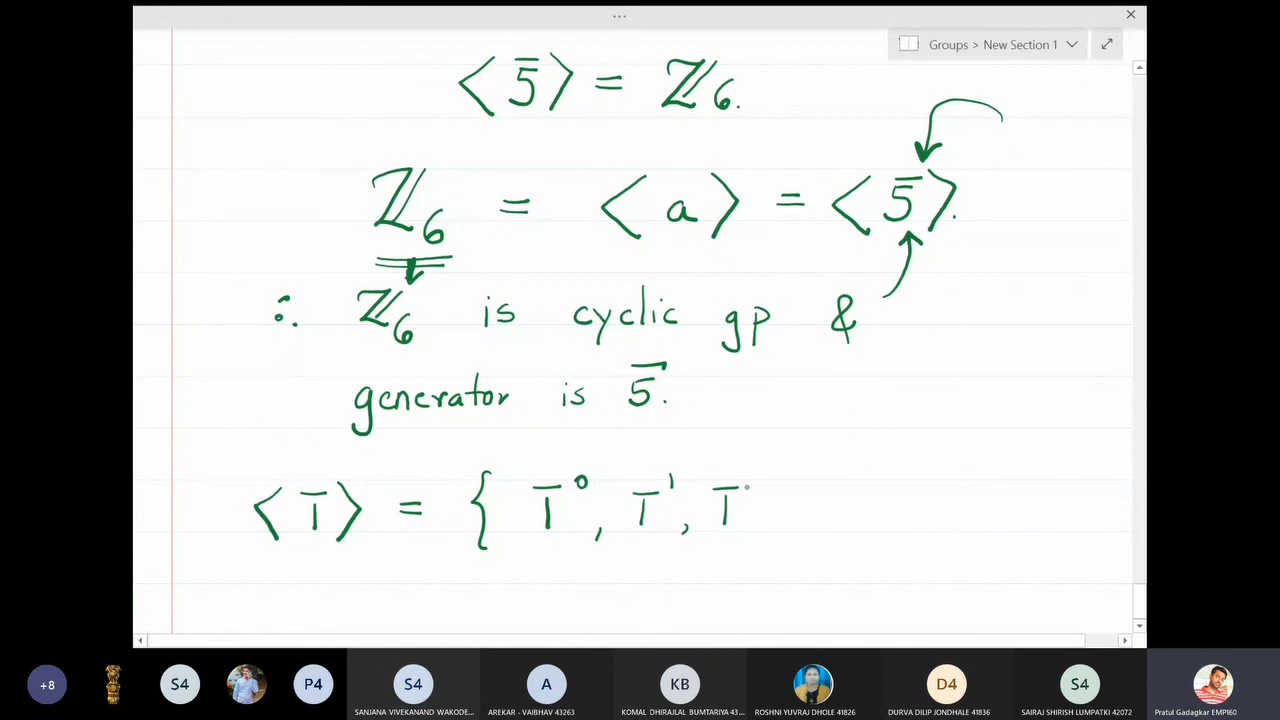 ...
Groups > New Section 1
⟨5̄⟩ = ℤ₆.
ℤ₆ = ⟨a⟩ = ⟨5̄⟩.
∴ ℤ₆ is cyclic gp &
generator is 5̄.
⟨1̄⟩ = { 1̄⁰, 1̄¹, 1̄
+8 S4 P4 S4 A KB D4 S4
SANJANA VIVEKANAND WAKODE... AREKAR - VAIBHAV 43263 KOMAL DHIRAJLAL BUMTARIYA 43... ROSHNI YUVRAJ DHOLE 41826 DURVA DILIP JONDHALE 41836 SAIRAJ SHIRISH LUMPATKI 42072 Pratul Gadagkar EMP160